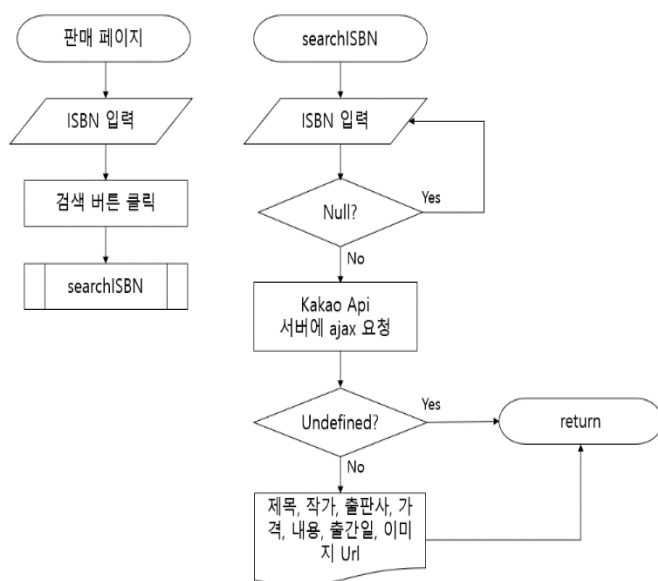 판매 페이지
ISBN 입력
검색 버튼 클릭
searchISBN
searchISBN
ISBN 입력
Null?
Yes
No
Kakao Api
서버에 ajax 요청
Undefined?
Yes
No
return
제목, 작가, 출판사, 가
격, 내용, 출간일, 이미
지 Url